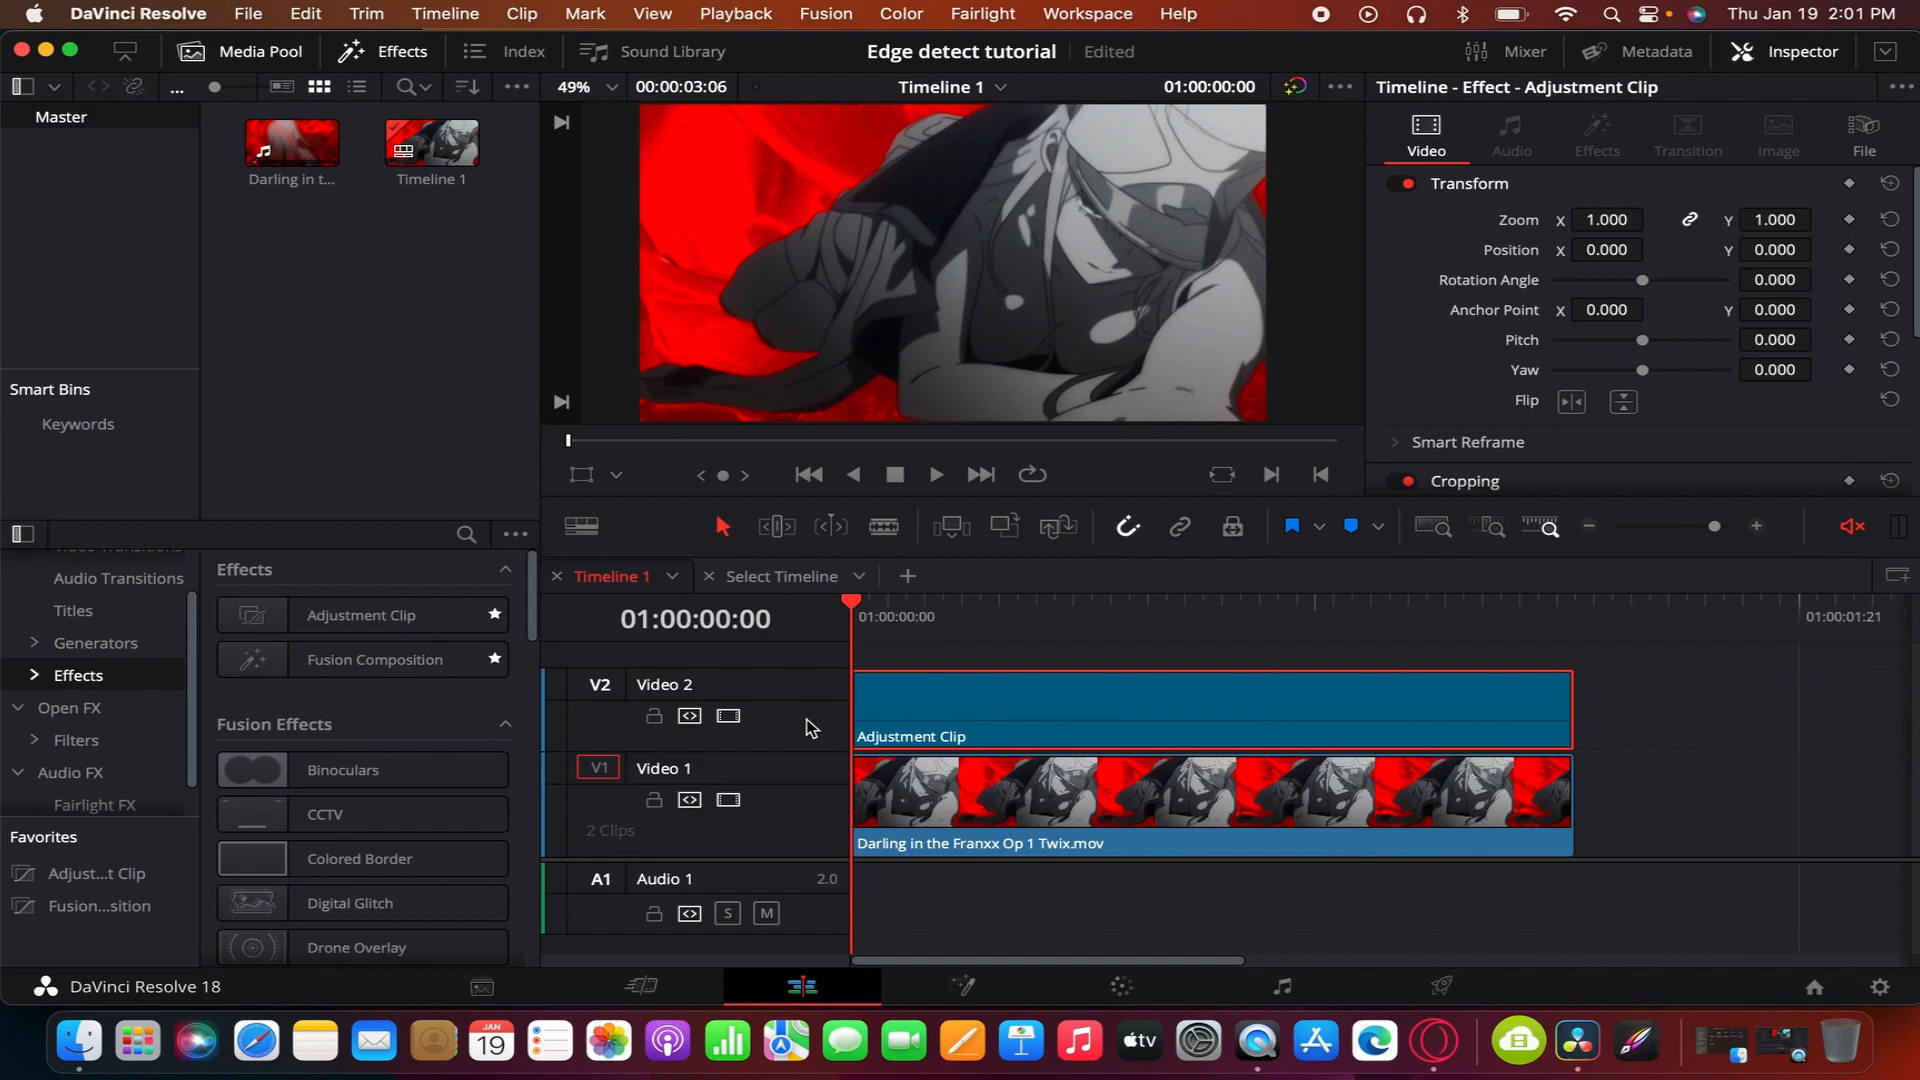 DaVinci Resolve File Edit Trim Timeline Clip Mark View Playback Fusion Color Fairlight Workspace Help Thu Jan 19 2:01 PM
Media Pool Effects Index Sound Library Edge detect tutorial Edited Mixer Metadata Inspector
49% 00:00:03:06 Timeline 1 01:00:00:00 Timeline - Effect - Adjustment Clip
Master
Darling in t... Timeline 1
Video Audio Effects Transition Image File
Transform
Zoom X 1.000 Y 1.000
Position X 0.000 Y 0.000
Rotation Angle 0.000
Anchor Point X 0.000 Y 0.000
Pitch 0.000
Yaw 0.000
Flip
Smart Reframe
Cropping
Smart Bins
Keywords
Video Transitions
Audio Transitions
Titles
Generators
Effects
Open FX
Filters
Audio FX
Fairlight FX
Favorites
Adjust...t Clip
Fusion...sition
Effects
Adjustment Clip
Fusion Composition
Fusion Effects
Binoculars
CCTV
Colored Border
Digital Glitch
Drone Overlay
Timeline 1 Select Timeline
01:00:00:00 01:00:00:00 01:00:01:21
V2 Video 2
Adjustment Clip
V1 Video 1
2 Clips
Darling in the Franxx Op 1 Twix.mov
A1 Audio 1 2.0
S M
DaVinci Resolve 18
JAN
19
tv